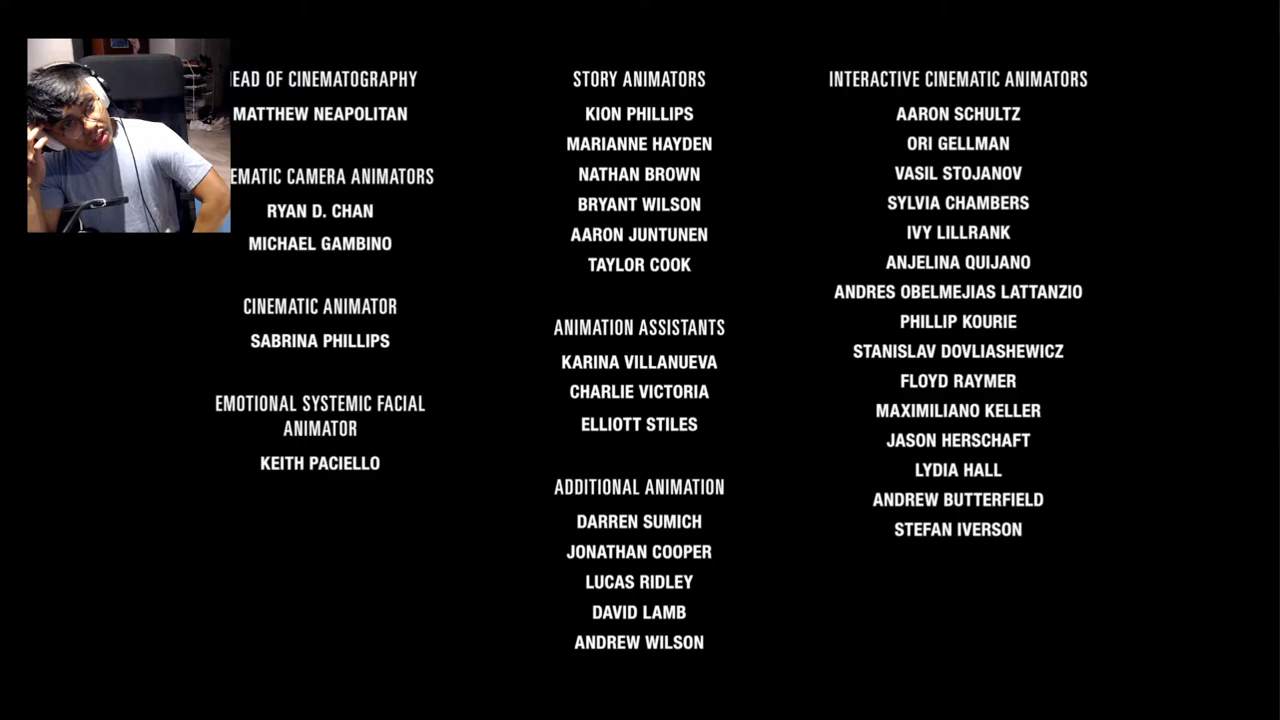 EAD OF CINEMATOGRAPHY
MATTHEW NEAPOLITAN
EMATIC CAMERA ANIMATORS
RYAN D. CHAN
MICHAEL GAMBINO
CINEMATIC ANIMATOR
SABRINA PHILLIPS
EMOTIONAL SYSTEMIC FACIAL
ANIMATOR
KEITH PACIELLO
STORY ANIMATORS
KION PHILLIPS
MARIANNE HAYDEN
NATHAN BROWN
BRYANT WILSON
AARON JUNTUNEN
TAYLOR COOK
ANIMATION ASSISTANTS
KARINA VILLANUEVA
CHARLIE VICTORIA
ELLIOTT STILES
ADDITIONAL ANIMATION
DARREN SUMICH
JONATHAN COOPER
LUCAS RIDLEY
DAVID LAMB
ANDREW WILSON
INTERACTIVE CINEMATIC ANIMATORS
AARON SCHULTZ
ORI GELLMAN
VASIL STOJANOV
SYLVIA CHAMBERS
IVY LILLRANK
ANJELINA QUIJANO
ANDRES OBELMEJIAS LATTANZIO
PHILLIP KOURIE
STANISLAV DOVLIASHEWICZ
FLOYD RAYMER
MAXIMILIANO KELLER
JASON HERSCHAFT
LYDIA HALL
ANDREW BUTTERFIELD
STEFAN IVERSON